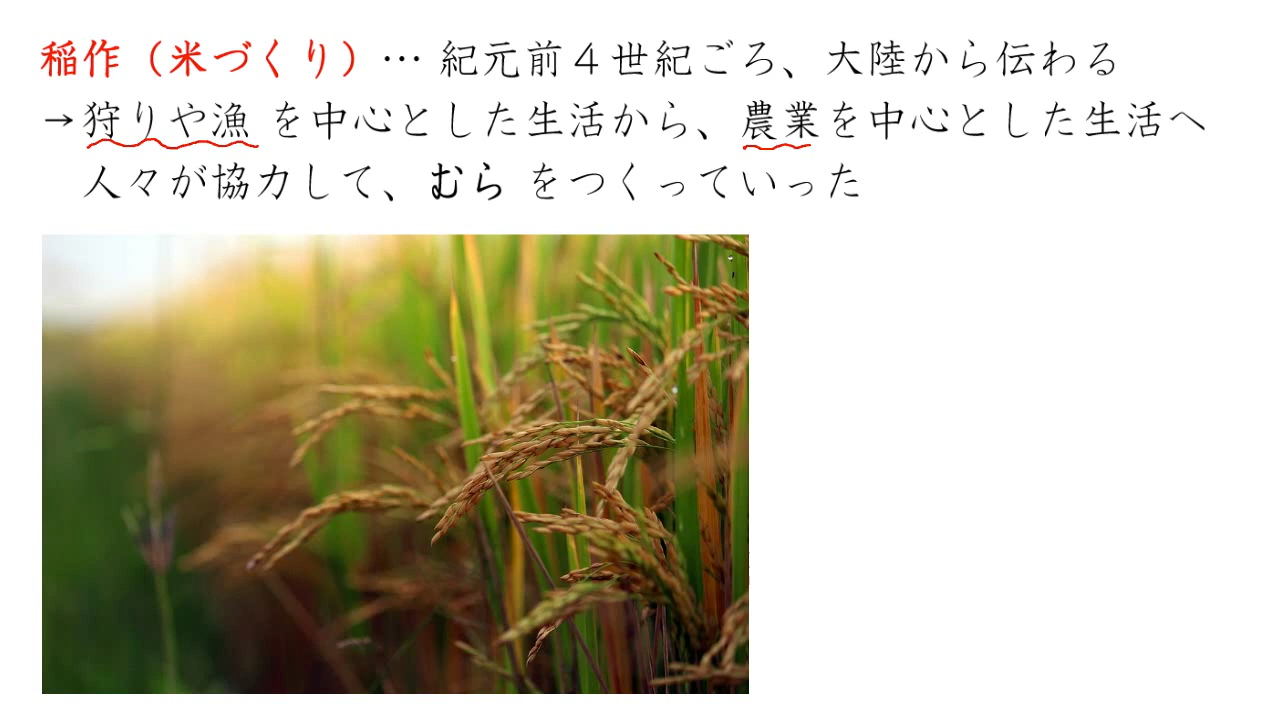 稲作（米づくり）… 紀元前４世紀ごろ、大陸から伝わる
→狩りや漁 を中心とした生活から、農業を中心とした生活へ
人々が協力して、むら をつくっていった